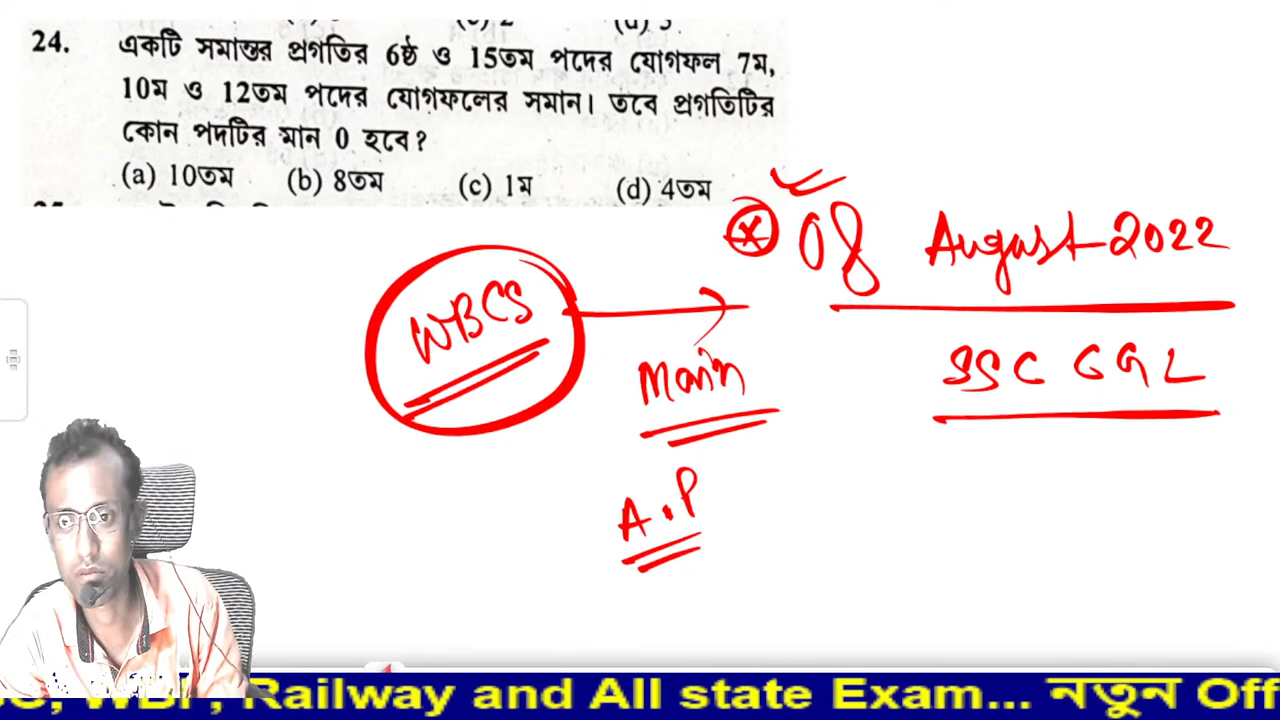 24. একটি সমান্তর প্রগতির 6ষ্ঠ ও 15তম পদের যোগফল 7ম,
10ম ও 12তম পদের যোগফলের সমান। তবে প্রগতিটির
কোন পদটির মান 0 হবে?
(a) 10তম (b) 8তম (c) 1ম (d) 4তম
08 August-2022
WBCS
Main
SSC CGL
A.P
Railway and All state Exam... নতুন Off